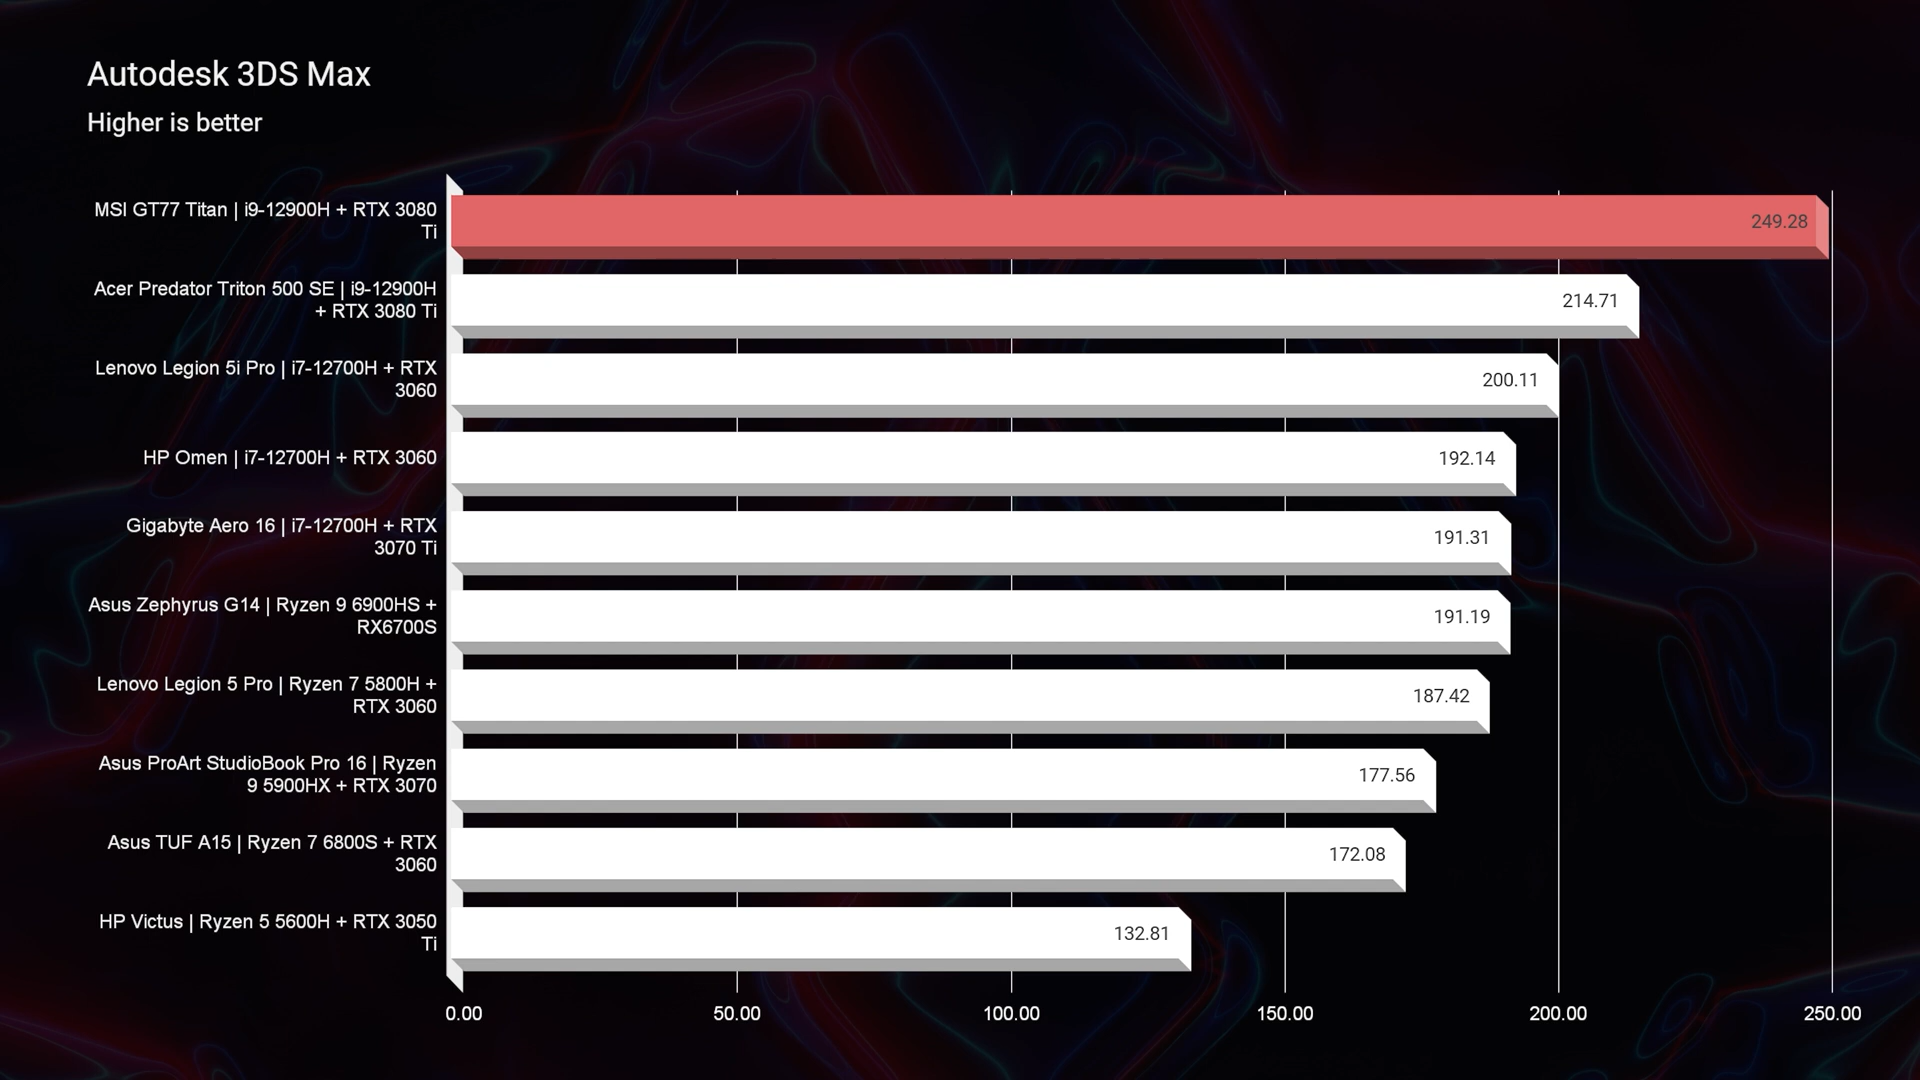 Autodesk 3DS Max
Higher is better
MSI GT77 Titan | i9-12900H + RTX 3080
Ti
249.28
Acer Predator Triton 500 SE | i9-12900H
+ RTX 3080 Ti
214.71
Lenovo Legion 5i Pro | i7-12700H + RTX
3060
200.11
HP Omen | i7-12700H + RTX 3060
192.14
Gigabyte Aero 16 | i7-12700H + RTX
3070 Ti
191.31
Asus Zephyrus G14 | Ryzen 9 6900HS +
RX6700S
191.19
Lenovo Legion 5 Pro | Ryzen 7 5800H +
RTX 3060
187.42
Asus ProArt StudioBook Pro 16 | Ryzen
9 5900HX + RTX 3070
177.56
Asus TUF A15 | Ryzen 7 6800S + RTX
3060
172.08
HP Victus | Ryzen 5 5600H + RTX 3050
Ti
132.81
0.00 50.00 100.00 150.00 200.00 250.00